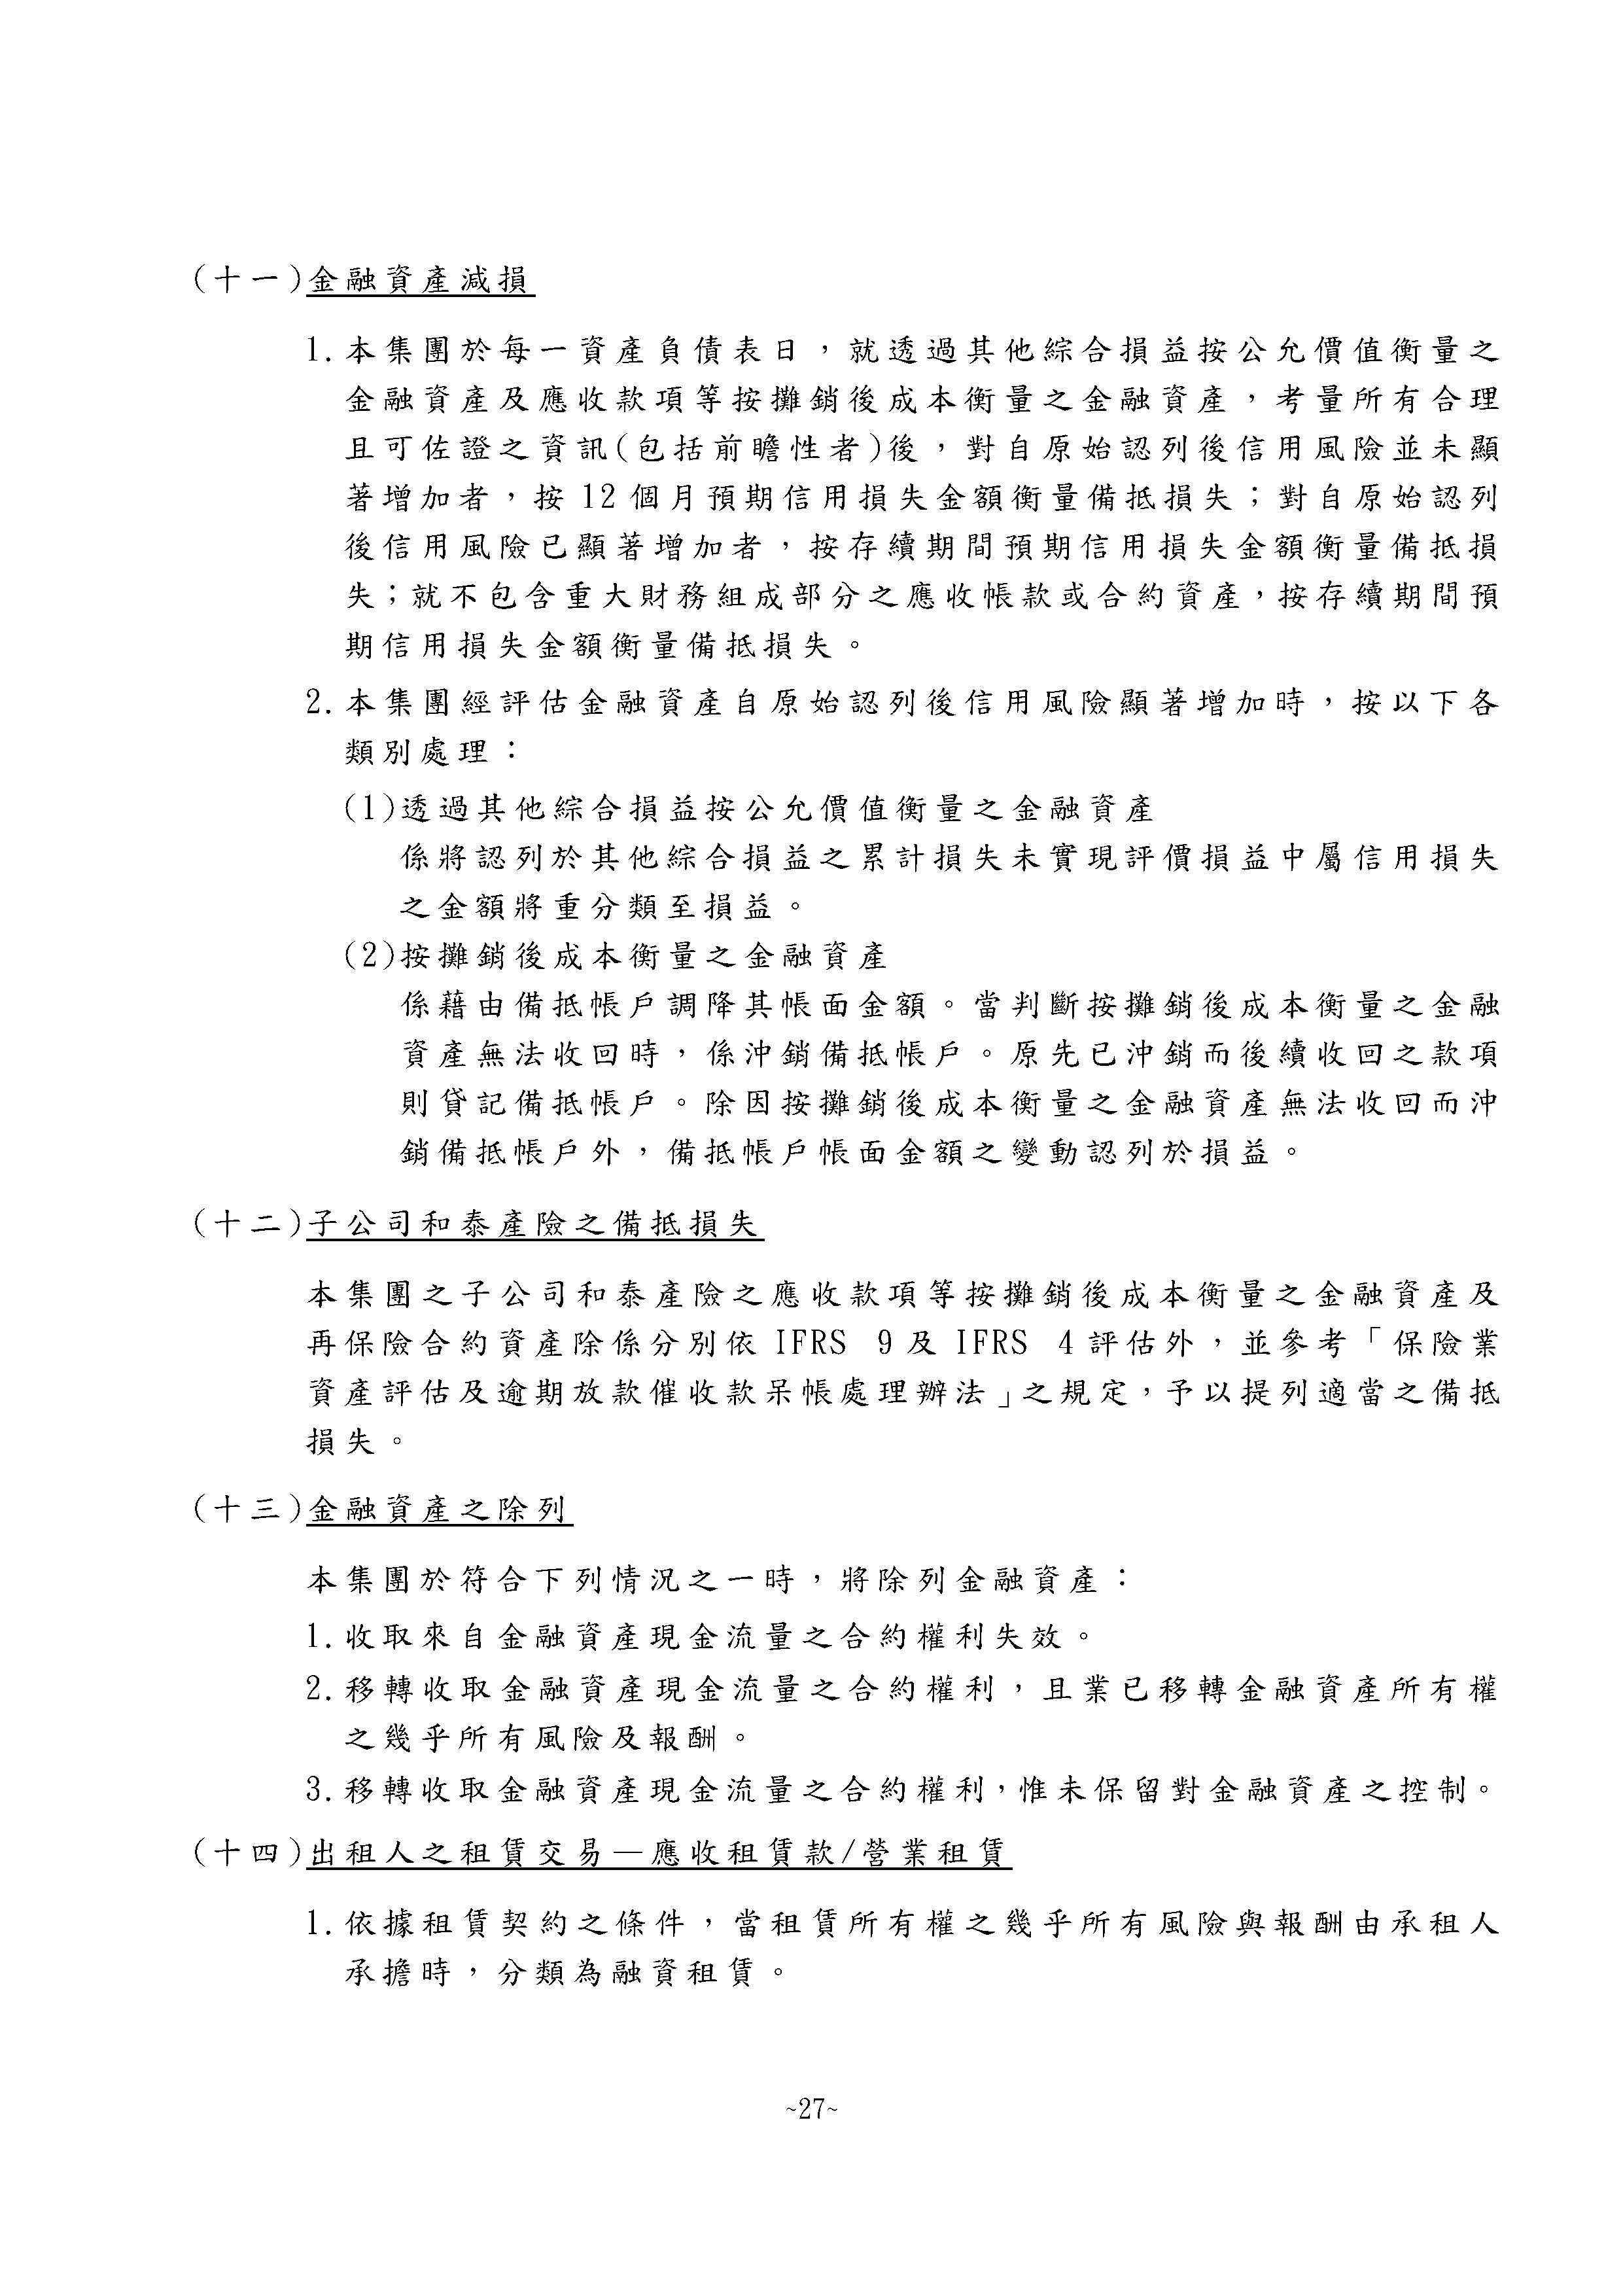 (十一)金融資產減損
1.本集團於每一資產負債表日，就透過其他綜合損益按公允價值衡量之
金融資產及應收款項等按攤銷後成本衡量之金融資產，考量所有合理
且可佐證之資訊(包括前瞻性者)後，對自原始認列後信用風險並未顯
著增加者，按 12 個月預期信用損失金額衡量備抵損失；對自原始認列
後信用風險已顯著增加者，按存續期間預期信用損失金額衡量備抵損
失；就不包含重大財務組成部分之應收帳款或合約資產，按存續期間預
期信用損失金額衡量備抵損失。
2.本集團經評估金融資產自原始認列後信用風險顯著增加時，按以下各
類別處理：
(1)透過其他綜合損益按公允價值衡量之金融資產
係將認列於其他綜合損益之累計損失未實現評價損益中屬信用損失
之金額將重分類至損益。
(2)按攤銷後成本衡量之金融資產
係藉由備抵帳戶調降其帳面金額。當判斷按攤銷後成本衡量之金融
資產無法收回時，係沖銷備抵帳戶。原先已沖銷而後續收回之款項
則貸記備抵帳戶。除因按攤銷後成本衡量之金融資產無法收回而沖
銷備抵帳戶外，備抵帳戶帳面金額之變動認列於損益。
(十二)子公司和泰產險之備抵損失
本集團之子公司和泰產險之應收款項等按攤銷後成本衡量之金融資產及
再保險合約資產除係分別依 IFRS 9 及 IFRS 4 評估外，並參考「保險業
資產評估及逾期放款催收款呆帳處理辦法」之規定，予以提列適當之備抵
損失。
(十三)金融資產之除列
本集團於符合下列情況之一時，將除列金融資產：
1.收取來自金融資產現金流量之合約權利失效。
2.移轉收取金融資產現金流量之合約權利，且業已移轉金融資產所有權
之幾乎所有風險及報酬。
3.移轉收取金融資產現金流量之合約權利，惟未保留對金融資產之控制。
(十四)出租人之租賃交易—應收租賃款/營業租賃
1.依據租賃契約之條件，當租賃所有權之幾乎所有風險與報酬由承租人
承擔時，分類為融資租賃。
~27~